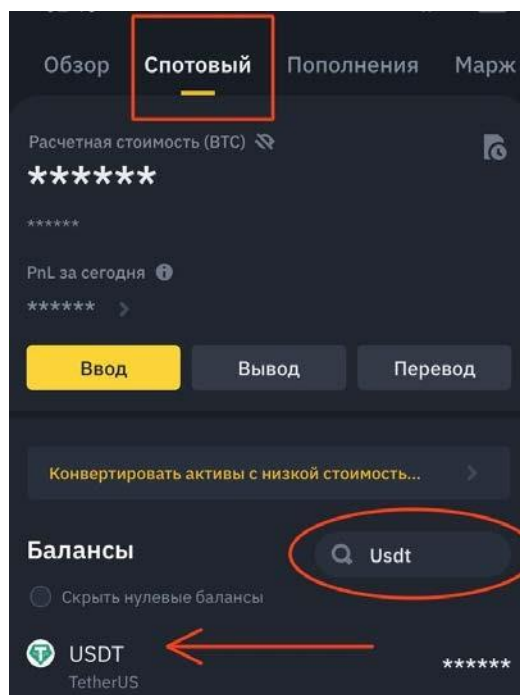 Обзор Спотовый Пополнения Марж
Расчетная стоимость (BTC)
******
******
PnL за сегодня
******
Ввод Вывод Перевод
Конвертировать активы с низкой стоимость...
Балансы
Usdt
Скрыть нулевые балансы
USDT
******
TetherUS